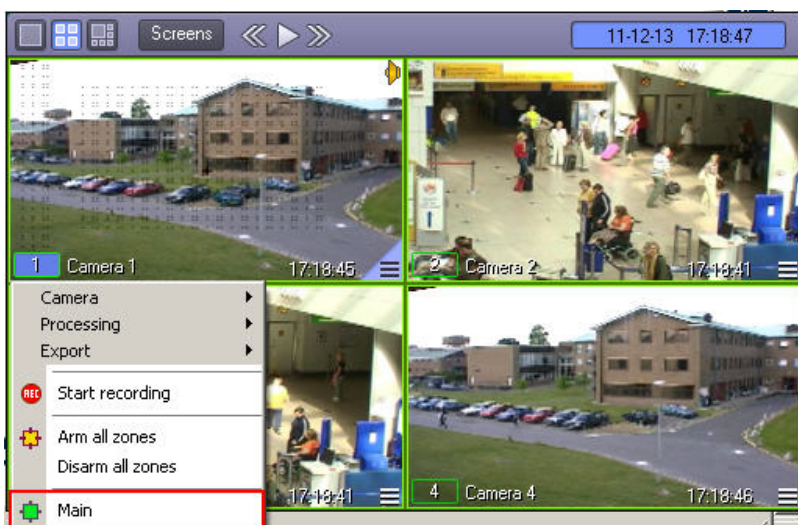 Screens
11-12-13 17:18:47
1 Camera 1 17:18:45
2 Camera 2 17:18:41
Camera
Processing
Export
Start recording
Arm all zones
Disarm all zones
Main
17:18:41
4 Camera 4 17:18:46
REC